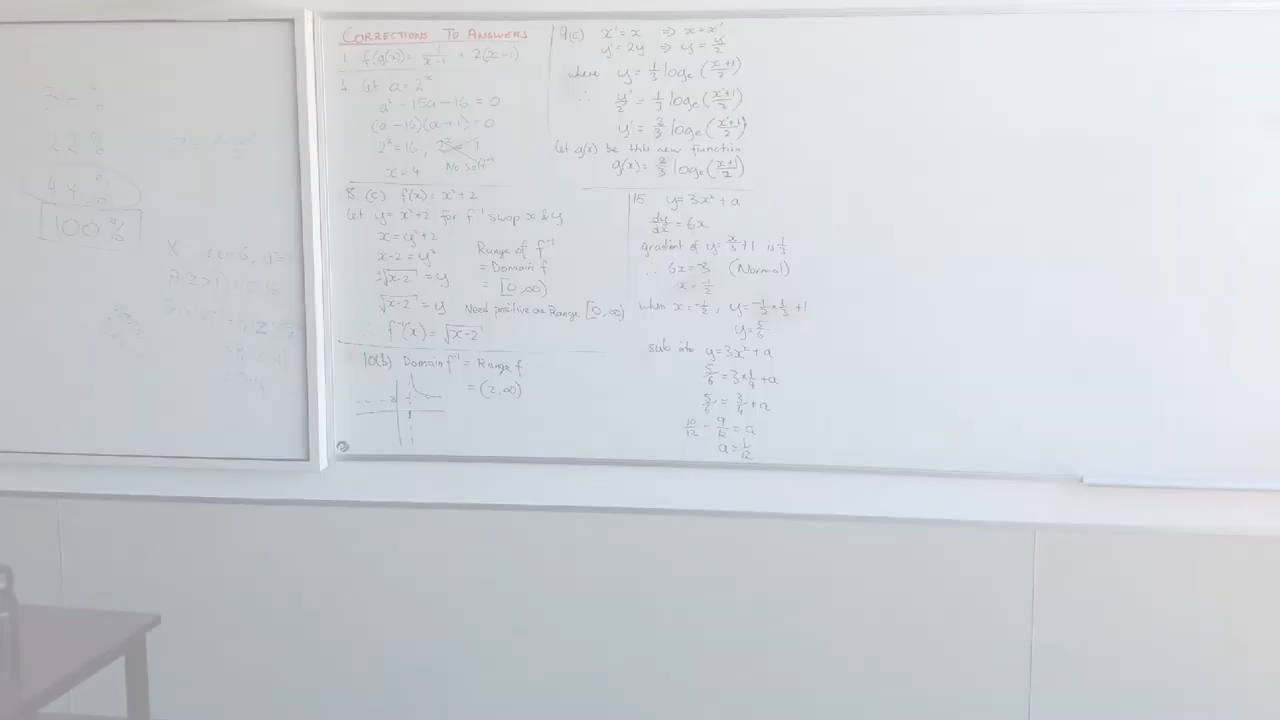 CORRECTIONS TO ANSWERS
1. f(g(x)) = 1/(x-1) + 2(x-1)
4. Let a = 2^x
a² - 15a - 16 = 0
(a - 16)(a + 1) = 0
2^x = 16, 2^x = -1
No Sol^n
x = 4
8 (c) f(x) = x² + 2
Let y = x² + 2 for f⁻¹ swap x & y
x = y² + 2
x - 2 = y²
±√(x-2) = y
√(x-2) = y Need positive as Range [0, ∞)
∴ f⁻¹(x) = √(x-2)
Range of f⁻¹
= Domain f
= [0, ∞)
10(b) Domain f⁻¹ = Range f
= (2, ∞)
2
9(c) x' = x ⇒ x = x'
y' = 2y ⇒ y = y'/2
where y = 1/3 logₑ((x+1)/2)
∴ y'/2 = 1/3 logₑ((x'+1)/2)
y' = 2/3 logₑ((x'+1)/2)
Let g(x) be this new function
g(x) = 2/3 logₑ((x+1)/2)
15 y = 3x² + a
dy/dx = 6x
gradient of y = x/3 + 1 is 1/3
∴ 6x = -3 (Normal)
x = -1/2
when x = -1/2, y = -1/2 × 1/3 + 1
y = 5/6
sub into y = 3x² + a
5/6 = 3 × 1/4 + a
5/6 = 3/4 + a
10/12 - 9/12 = a
a = 1/12
22%
44%
100%